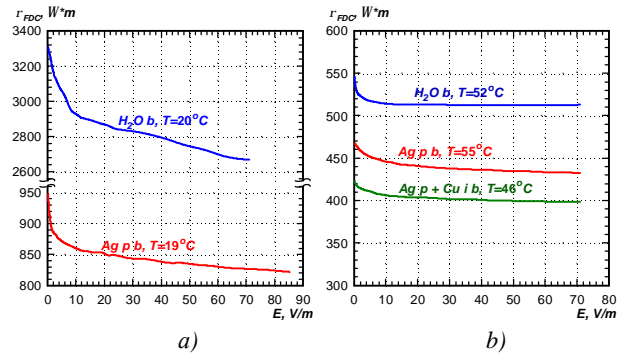 r_FDC, W*m
3400
3200
3000
2800
2600
950
900
850
800
H₂O b, T=20°C
Ag p b, T=19°C
0 10 20 30 40 50 60 70 80 90
E, V/m
a)
r_FDC, W*m
600
550
500
450
400
300
H₂O b, T=52°C
Ag p b, T=55°C
Ag p + Cu i b, T=46°C
0 10 20 30 40 50 60 70 80
E, V/m
b)